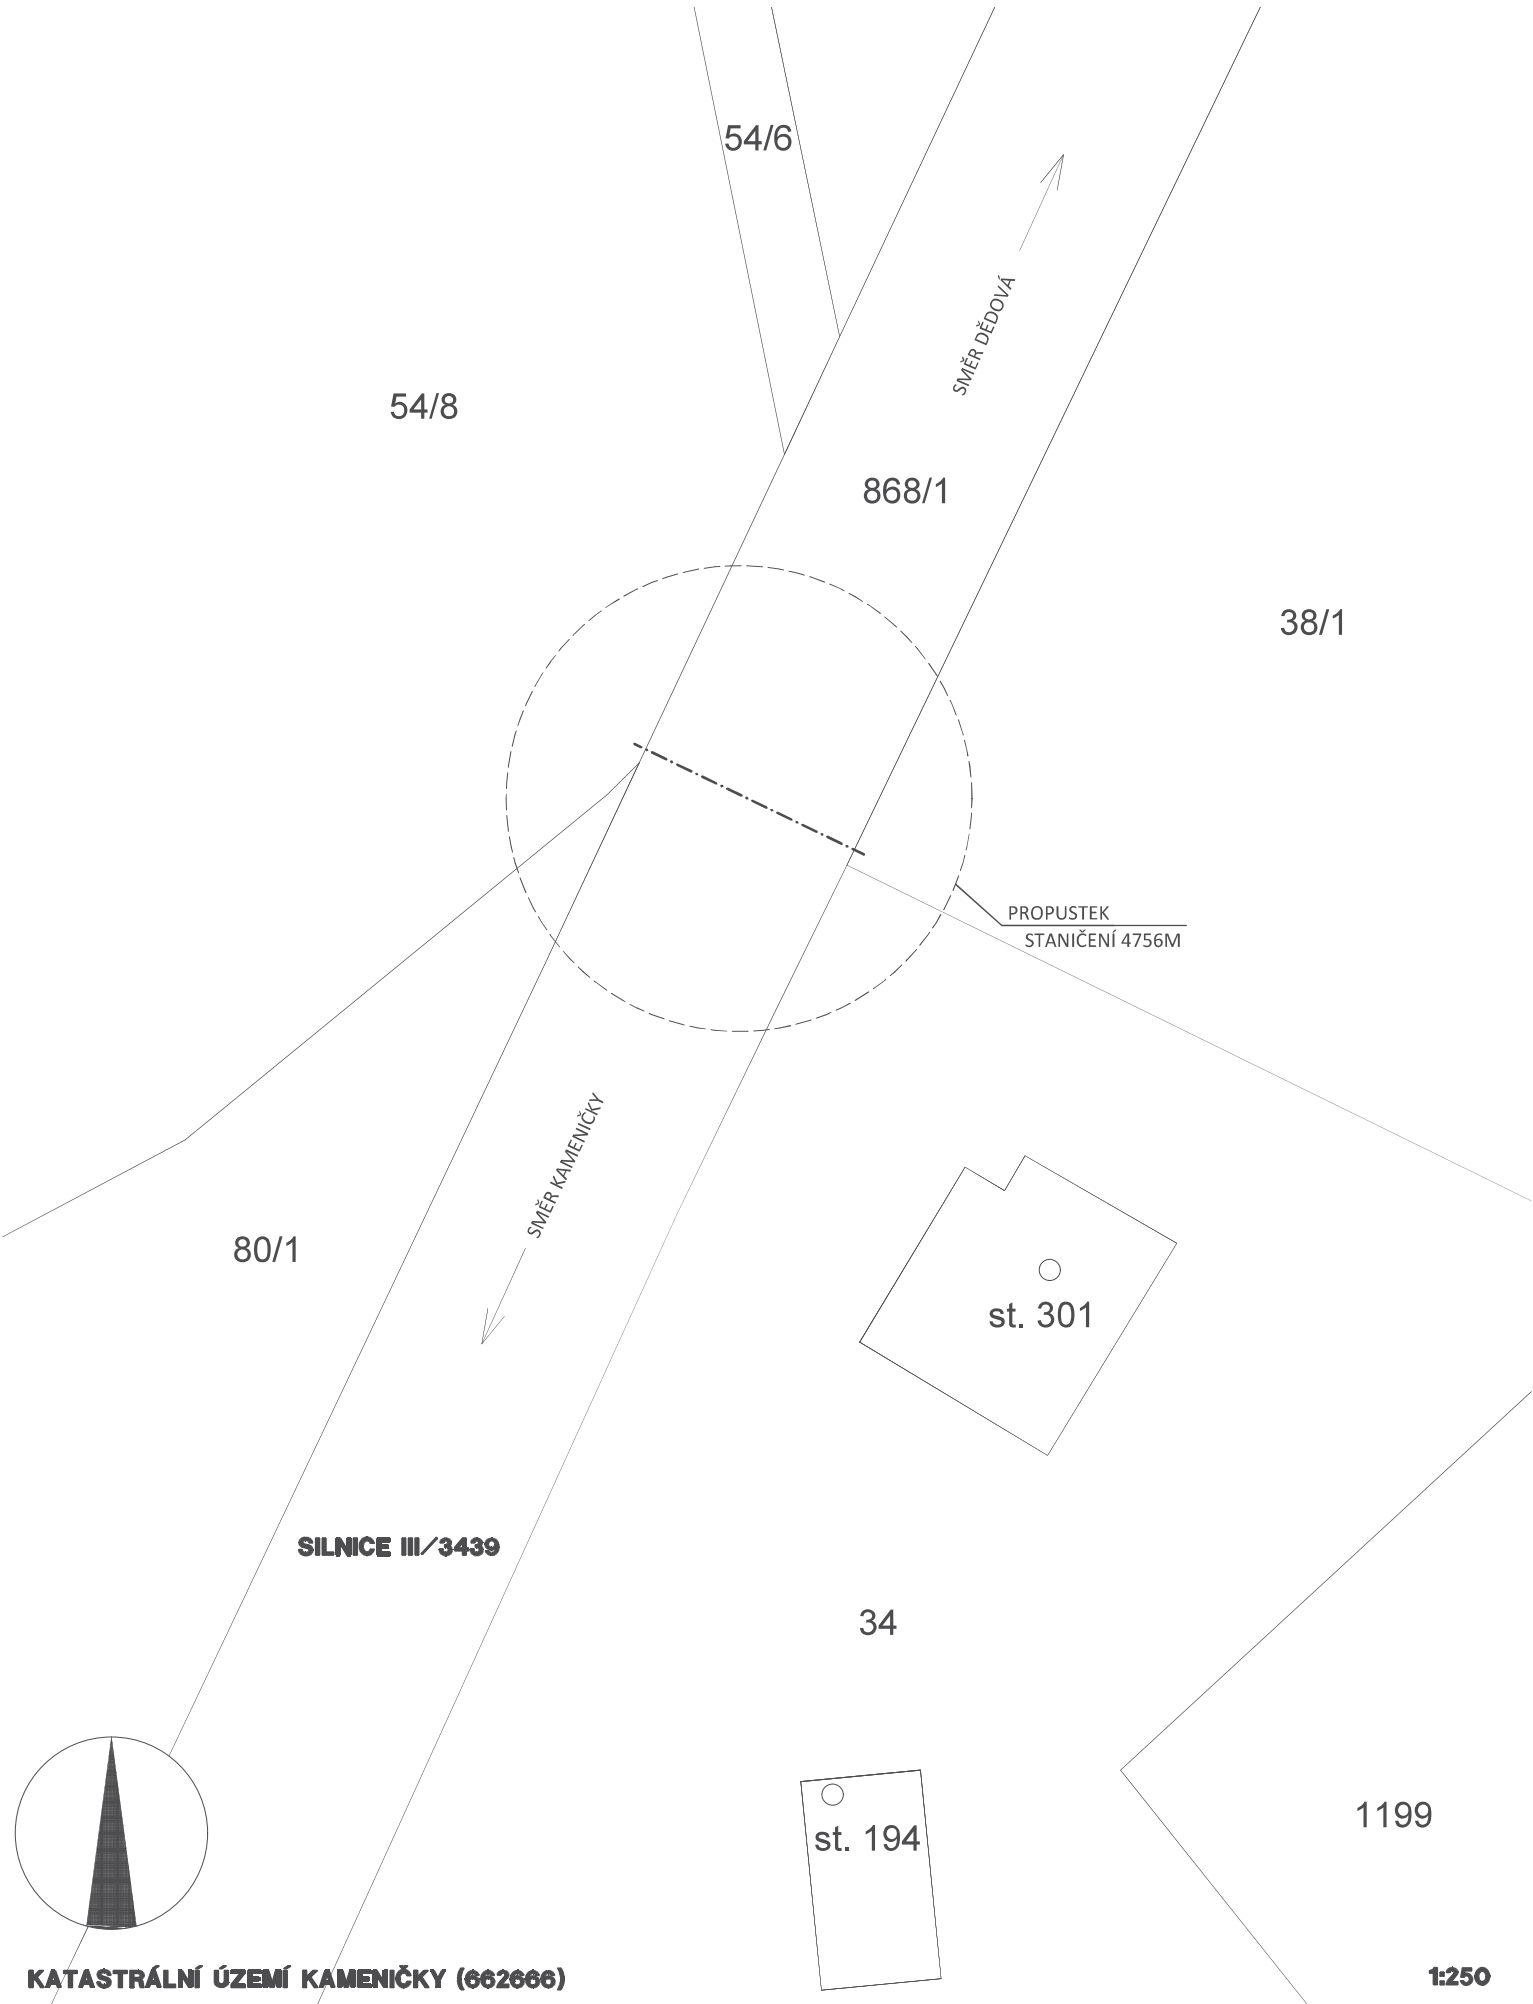 54/6
SMĚR DĚDOVÁ
54/8
868/1
38/1
PROPUSTEK
STANIČENÍ 4756M
SMĚR KAMENIČKY
80/1
st. 301
SILNICE III/3439
34
1199
st. 194
KATASTRÁLNÍ ÚZEMÍ KAMENIČKY (662666)
1:250